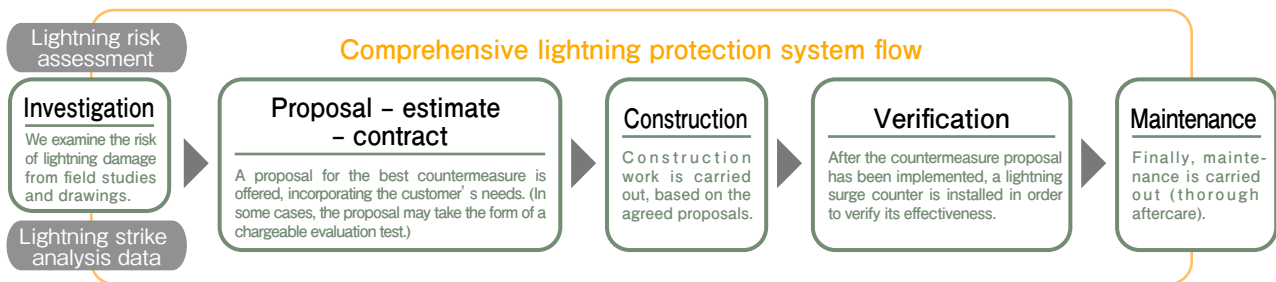 Lightning risk
assessment
Comprehensive lightning protection system flow
Investigation
We examine the risk
of lightning damage
from field studies
and drawings.
Lightning strike
analysis data
Proposal – estimate
– contract
A proposal for the best countermeasure is
offered, incorporating the customer’s needs. (In
some cases, the proposal may take the form of a
chargeable evaluation test.)
Construction
Construction
work is carried
out, based on the
agreed proposals.
Verification
After the countermeasure proposal
has been implemented, a lightning
surge counter is installed in order
to verify its effectiveness.
Maintenance
Finally, mainte-
nance is carried
out (thorough
aftercare).